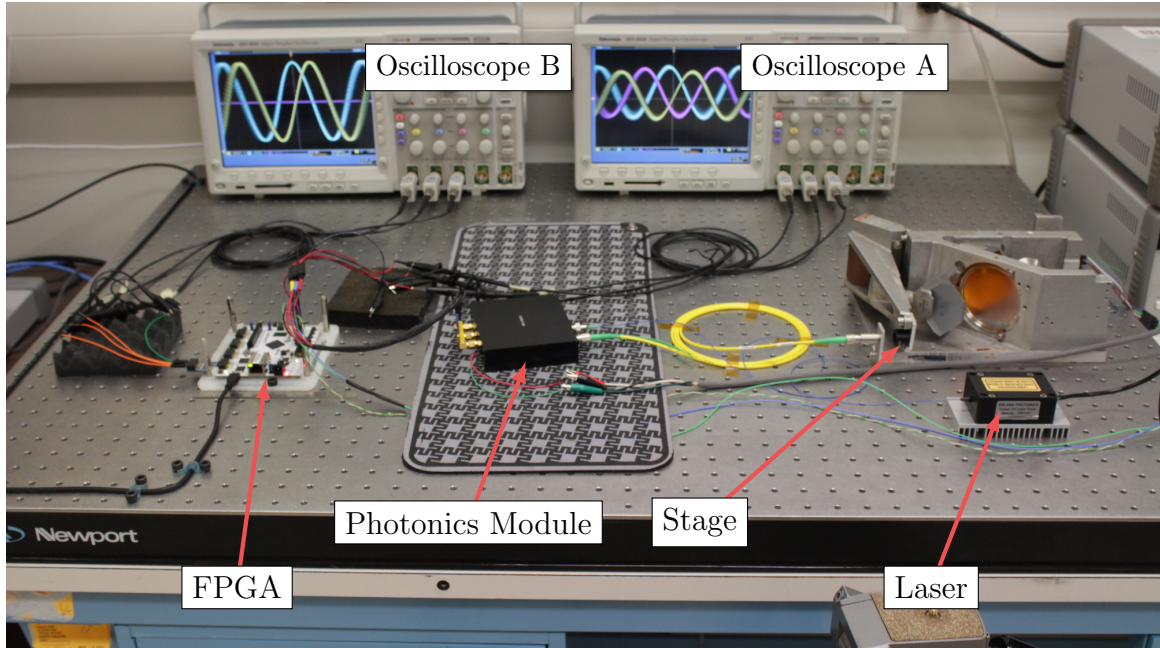 Oscilloscope B
Oscilloscope A
Photonics Module
Stage
Newport
FPGA
Laser